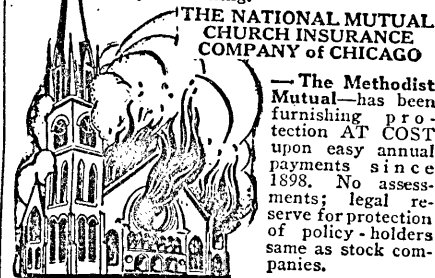 THE NATIONAL MUTUAL
CHURCH INSURANCE
COMPANY of CHICAGO
— The Methodist
Mutual—has been
furnishing pro-
tection AT COST
upon easy annual
payments since
1898. No assess-
ments; legal re-
serve for protection
of policy-holders
same as stock com-
panies.